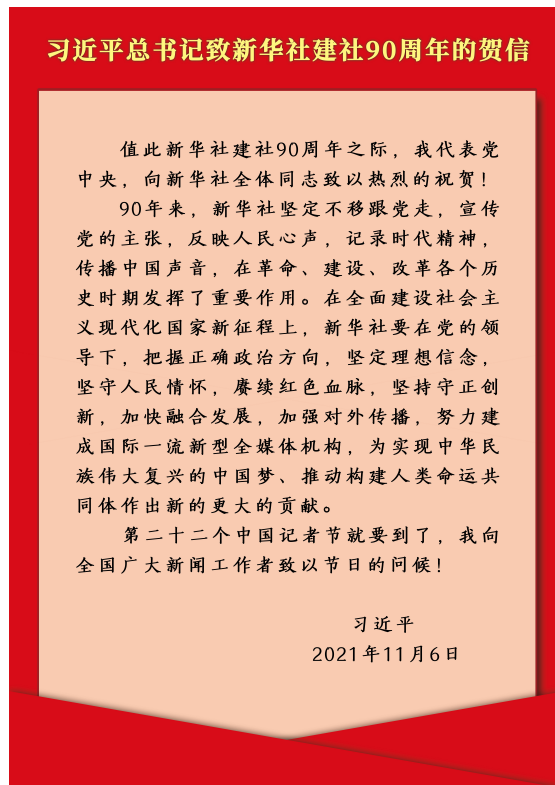 习近平总书记致新华社建社90周年的贺信
值此新华社建社90周年之际，我代表党
中央，向新华社全体同志致以热烈的祝贺！
90年来，新华社坚定不移跟党走，宣传
党的主张，反映人民心声，记录时代精神，
传播中国声音，在革命、建设、改革各个历
史时期发挥了重要作用。在全面建设社会主
义现代化国家新征程上，新华社要在党的领
导下，把握正确政治方向，坚定理想信念，
坚守人民情怀，赓续红色血脉，坚持守正创
新，加快融合发展，加强对外传播，努力建
成国际一流新型全媒体机构，为实现中华民
族伟大复兴的中国梦、推动构建人类命运共
同体作出新的更大的贡献。
第二十二个中国记者节就要到了，我向
全国广大新闻工作者致以节日的问候！
习近平
2021年11月6日